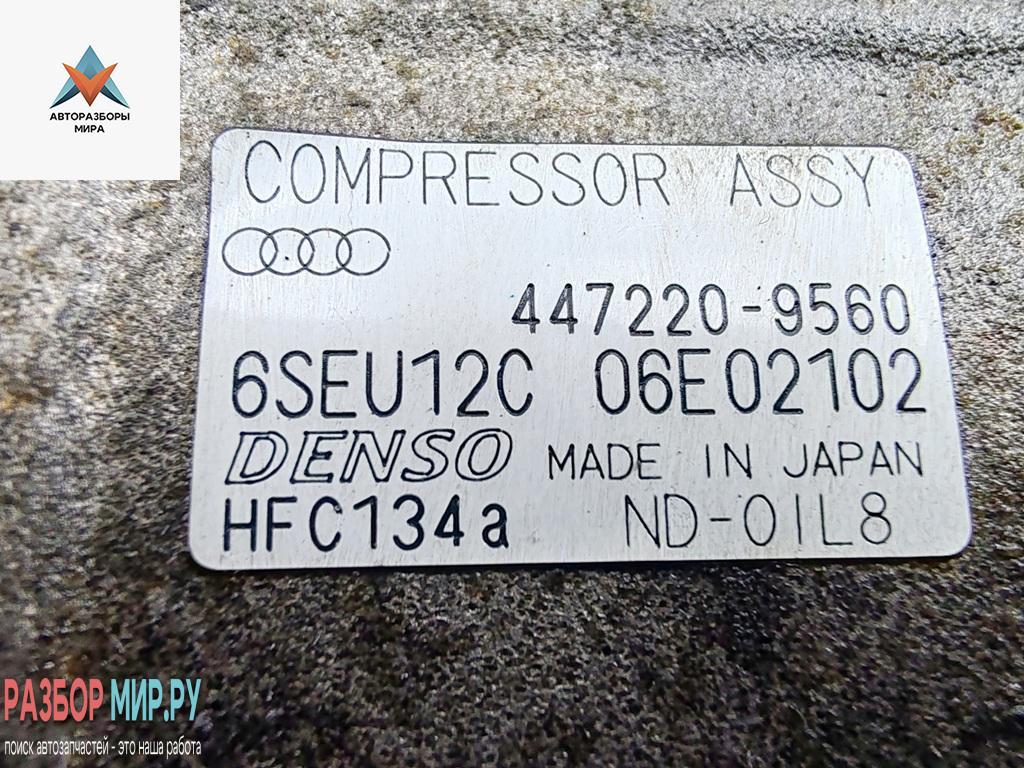 АВТОРАЗБОРЫ
МИРА
COMPRESSOR ASSY
447220-9560
6SEU12C 06E02102
DENSO MADE IN JAPAN
HFC134a ND-OIL8
РАЗБОР МИР.РУ
поиск автозапчастей - это наша работа